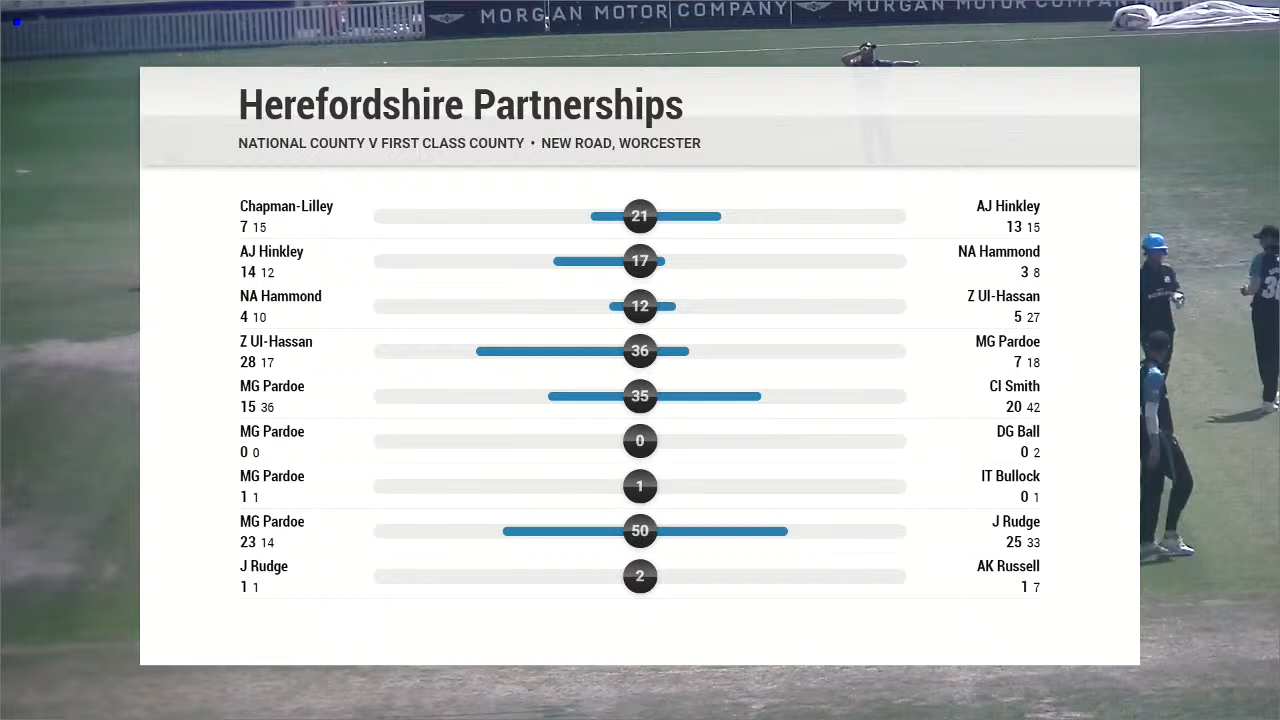 MORGAN MOTOR COMPANY MORGAN MOTOR COMPAN
Herefordshire Partnerships
NATIONAL COUNTY V FIRST CLASS COUNTY • NEW ROAD, WORCESTER
Chapman-Lilley 21 AJ Hinkley
7 15 13 15
AJ Hinkley 17 NA Hammond
14 12 3 8
NA Hammond 12 Z Ul-Hassan
4 10 5 27
Z Ul-Hassan 36 MG Pardoe
28 17 7 18
MG Pardoe 35 CI Smith
15 36 20 42
MG Pardoe 0 DG Ball
0 0 0 2
MG Pardoe 1 IT Bullock
1 1 0 1
MG Pardoe 50 J Rudge
23 14 25 33
J Rudge 2 AK Russell
1 1 1 7